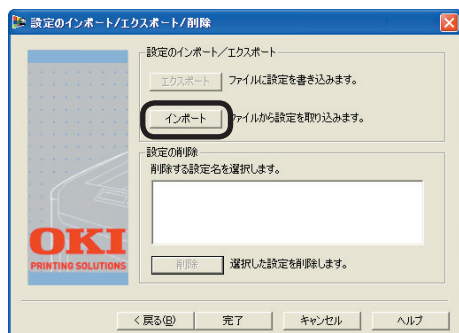 設定のインポート/エクスポート/削除
設定のインポート/エクスポート
エクスポート ファイルに設定を書き込みます。
インポート ファイルから設定を取り込みます。
設定の削除
削除する設定名を選択します。
OKI
PRINTING SOLUTIONS
削除 選択した設定を削除します。
< 戻る(B) 完了 キャンセル ヘルプ